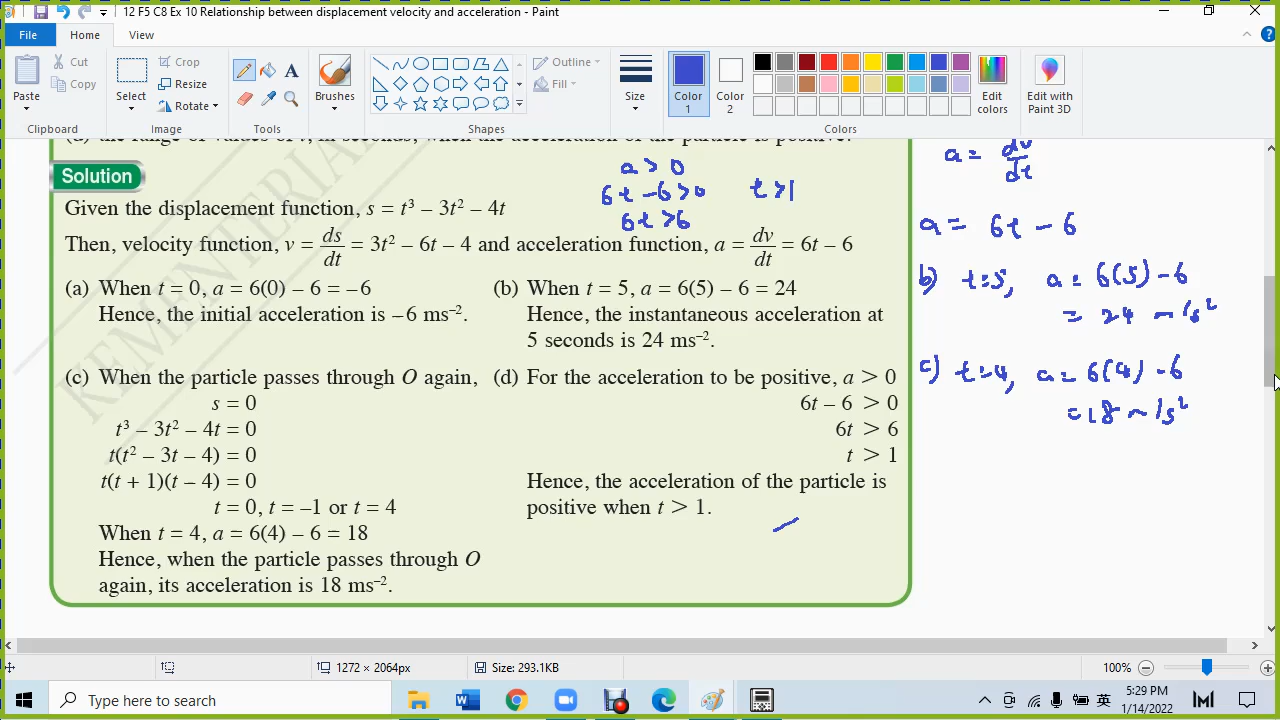 12 F5 C8 Ex 10 Relationship between displacement velocity and acceleration - Paint
File Home View
Paste Cut Copy Select Crop Resize Rotate A Brushes Outline Fill Size Color 1 Color 2 Edit colors Edit with Paint 3D
Clipboard Image Tools Shapes Colors
a > 0
6t - 6 > 0 t > 1
6t > 6
a = dv/dt
KEMENTERIA
Solution
Given the displacement function, s = t³ – 3t² – 4t
Then, velocity function, v = ds/dt = 3t² – 6t – 4 and acceleration function, a = dv/dt = 6t – 6
(a) When t = 0, a = 6(0) – 6 = –6
Hence, the initial acceleration is –6 ms⁻².
(b) When t = 5, a = 6(5) – 6 = 24
Hence, the instantaneous acceleration at
5 seconds is 24 ms⁻².
(c) When the particle passes through O again,
s = 0
t³ – 3t² – 4t = 0
t(t² – 3t – 4) = 0
t(t + 1)(t – 4) = 0
t = 0, t = –1 or t = 4
When t = 4, a = 6(4) – 6 = 18
Hence, when the particle passes through O
again, its acceleration is 18 ms⁻².
(d) For the acceleration to be positive, a > 0
6t – 6 > 0
6t > 6
t > 1
Hence, the acceleration of the particle is
positive when t > 1.
a = 6t - 6
b) t=5, a = 6(5) - 6
= 24 m/s²
c) t=4, a = 6(4) - 6
= 18 m/s²
1272 × 2064px Size: 293.1KB 100%
Type here to search
英 5:29 PM
1/14/2022